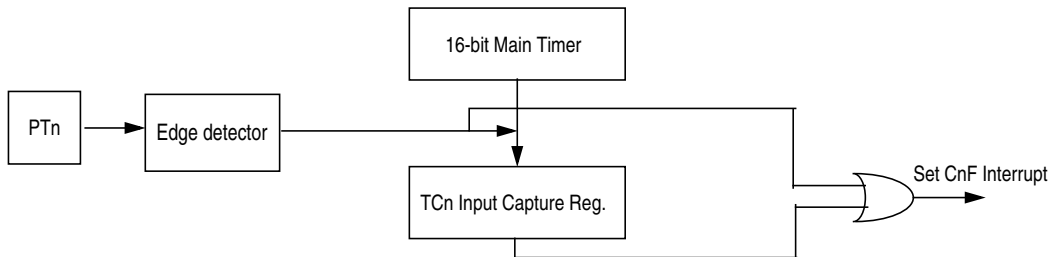 16-bit Main Timer
PTn
Edge detector
TCn Input Capture Reg.
Set CnF Interrupt